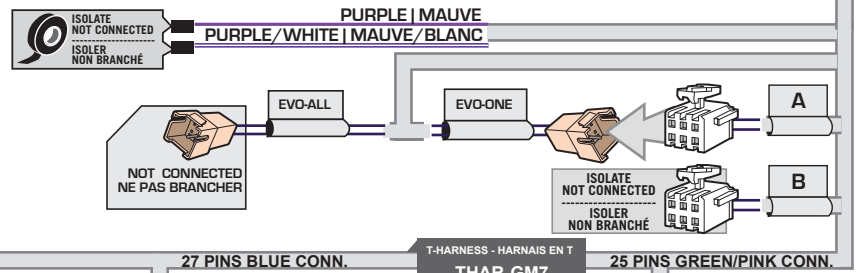 ISOLATE
NOT CONNECTED
ISOLER
NON BRANCHÉ
PURPLE | MAUVE
PURPLE/WHITE | MAUVE/BLANC
EVO-ALL
EVO-ONE
A
NOT CONNECTED
NE PAS BRANCHER
ISOLATE
NOT CONNECTED
ISOLER
NON BRANCHÉ
B
27 PINS BLUE CONN.
T-HARNESS - HARNAIS EN T
THAR-GM7
25 PINS GREEN/PINK CONN.